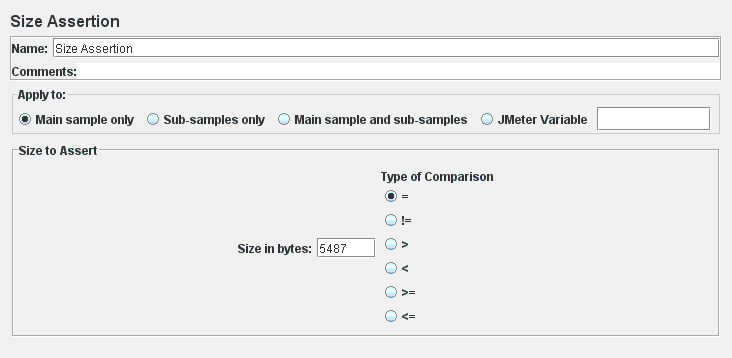 Size Assertion
Name: Size Assertion
Comments:
Apply to:
Main sample only Sub-samples only Main sample and sub-samples JMeter Variable
Size to Assert
Type of Comparison
=
!=
>
Size in bytes: 5487
<
>=
<=